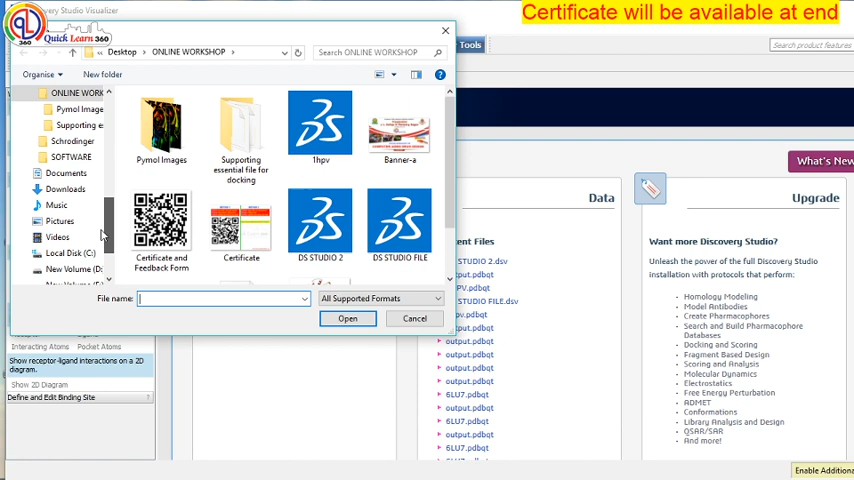 Certificate will be available at end
Discovery Studio Visualizer
QL
360
Quick Learn 360
Desktop > ONLINE WORKSHOP >
Search ONLINE WORKSHOP
Tools
Search product features
Organise
New folder
ONLINE WORK
Pymol Image
Supporting es
Schrodinger
SOFTWARE
Documents
Downloads
Music
Pictures
Videos
Local Disk (C:)
New Volume (D:
Pymol Images
Supporting
essential file for
docking
1hpv
Banner-a
Certificate and
Feedback Form
Certificate
DS STUDIO 2
DS STUDIO FILE
File name:
All Supported Formats
Open
Cancel
What's New
Data
Upgrade
ent Files
STUDIO 2.dsv
put.pdbqt
PV.pdbqt
STUDIO FILE.dsv
put.pdbqt
output.pdbqt
output.pdbqt
output.pdbqt
output.pdbqt
6LU7.pdbqt
6LU7.pdbqt
output.pdbqt
output.pdbqt
6LU7.pdbqt
output.pdbqt
Want more Discovery Studio?
Unleash the power of the full Discovery Studio
installation with protocols that perform:
Homology Modeling
Model Antibodies
Create Pharmacophores
Search and Build Pharmacophore
Databases
Docking and Scoring
Fragment Based Design
Scoring and Analysis
Molecular Dynamics
Electrostatics
Free Energy Perturbation
ADMET
Conformations
Library Analysis and Design
QSAR/SAR
And more!
Interacting Atoms Pocket Atoms
Show receptor-ligand interactions on a 2D
diagram.
Show 2D Diagram
Define and Edit Binding Site
Enable Additiona